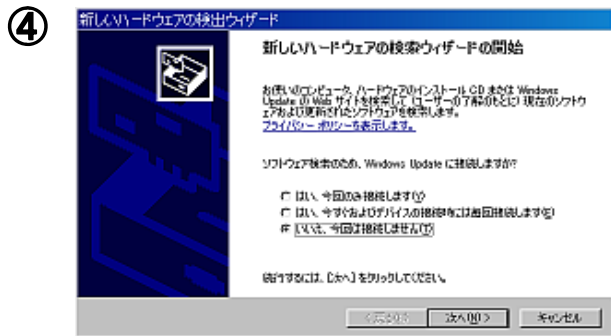 ④
新しいハードウェアの検出ウィザード
新しいハードウェアの検索ウィザードの開始
お使いのコンピュータ、ハードウェアのインストール CD または Windows
Update の Web サイトを検索して (ユーザーの了解のもとに) 現在のソフトウ
ェアおよび更新されたソフトウェアを検索します。
プライバシー ポリシーを表示します。
ソフトウェア検索のため、Windows Update に接続しますか?
はい、今回のみ接続します(Y)
はい、今すぐおよびデバイスの接続時には毎回接続します(E)
いいえ、今回は接続しません(T)
続行するには、[次へ] をクリックしてください。
< 戻る(B)
次へ(N) >
キャンセル